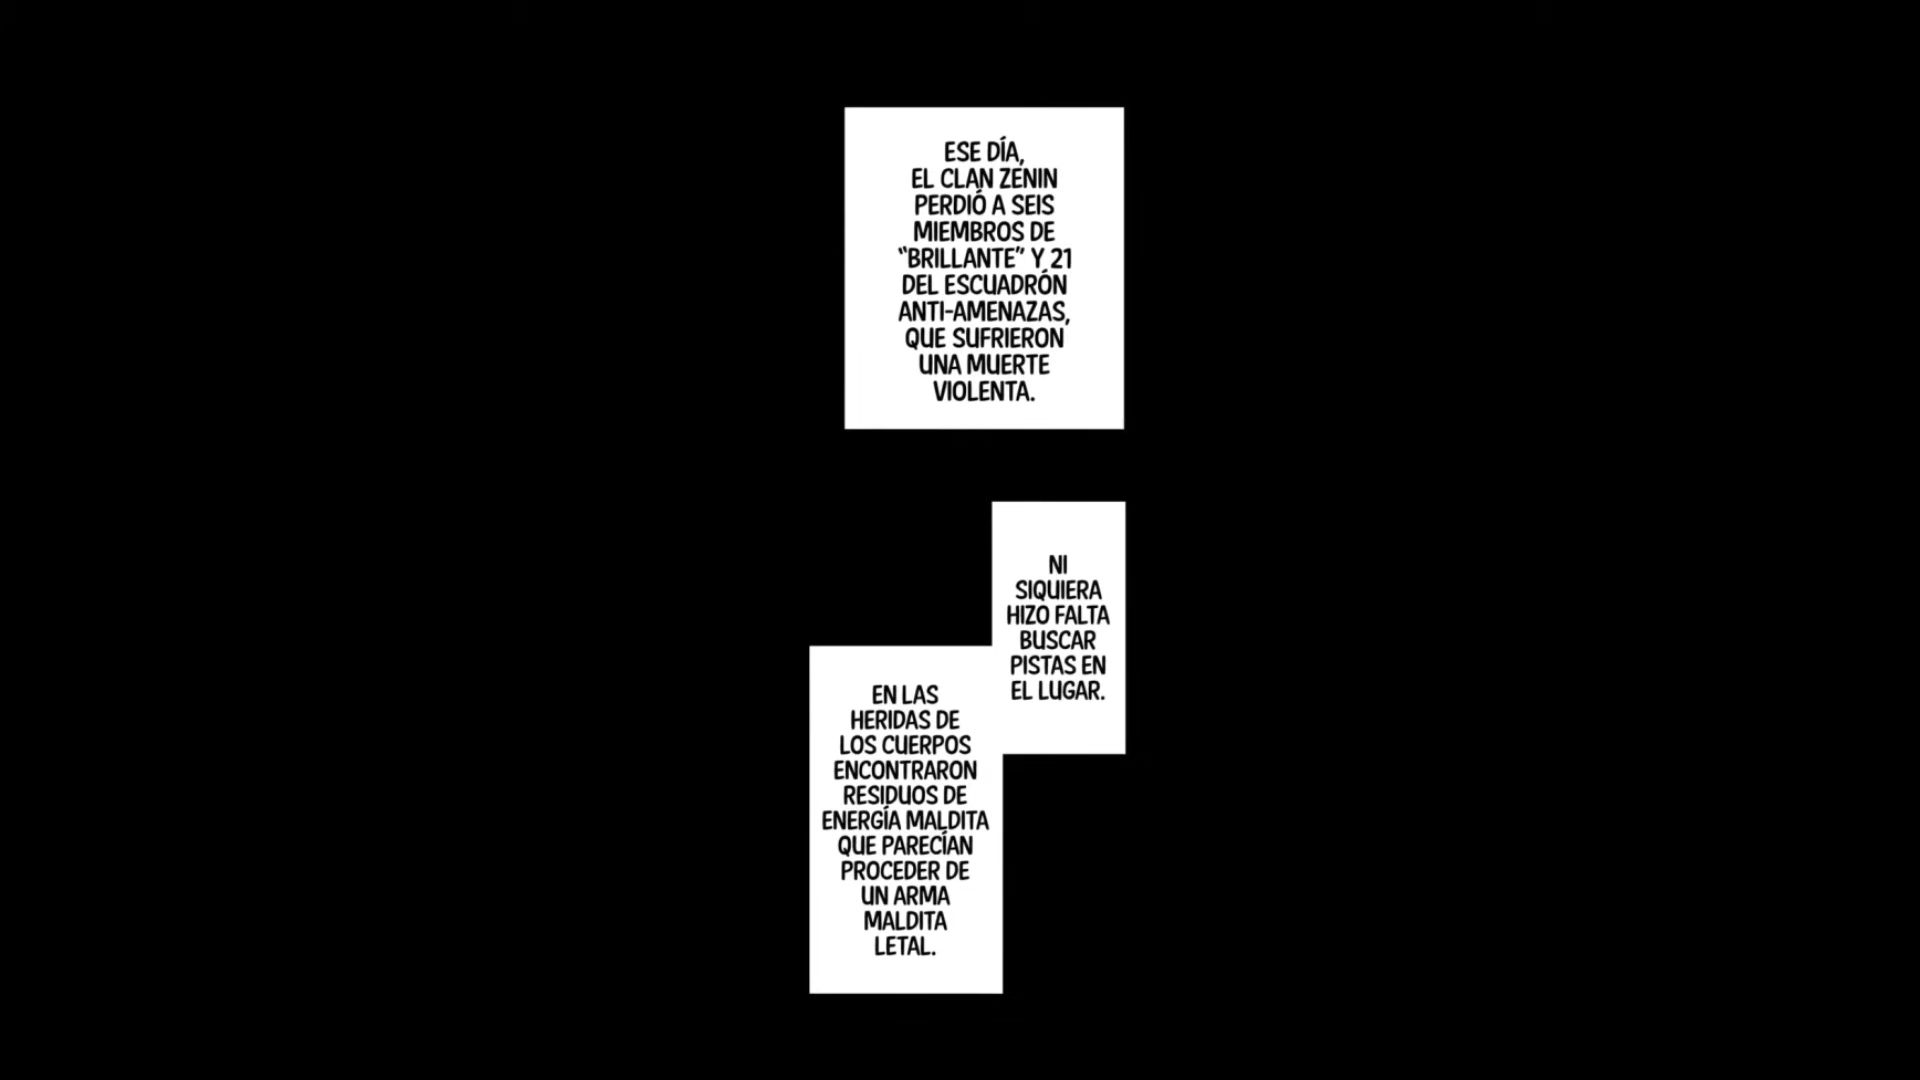 ESE DÍA,
EL CLAN ZENIN
PERDIÓ A SEIS
MIEMBROS DE
“BRILLANTE” Y 21
DEL ESCUADRÓN
ANTI-AMENAZAS,
QUE SUFRIERON
UNA MUERTE
VIOLENTA.
NI
SIQUIERA
HIZO FALTA
BUSCAR
PISTAS EN
EL LUGAR.
EN LAS
HERIDAS DE
LOS CUERPOS
ENCONTRARON
RESIDUOS DE
ENERGÍA MALDITA
QUE PARECÍAN
PROCEDER DE
UN ARMA
MALDITA
LETAL.